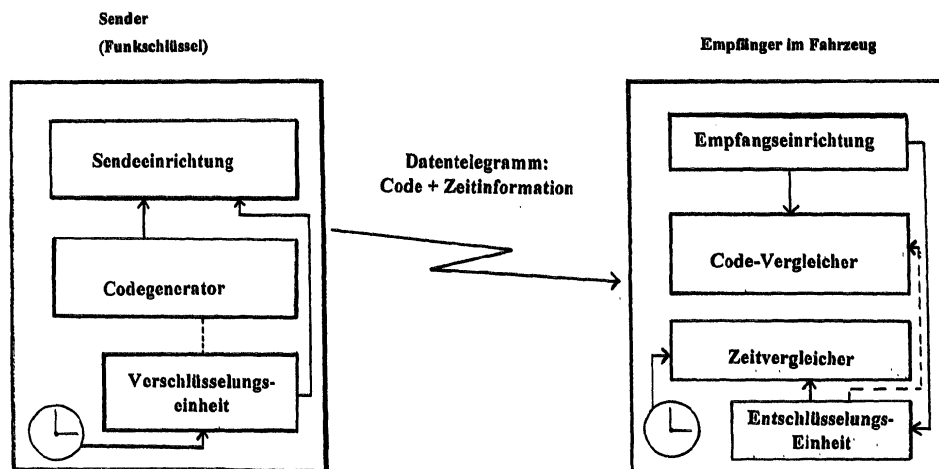 Sender
(Funkschlüssel)
Empfänger im Fahrzeug
Sendeeinrichtung
Codegenerator
Verschlüsselungs-
einheit
Datentelegramm:
Code + Zeitinformation
Empfangseinrichtung
Code-Vergleicher
Zeitvergleicher
Entschlüsselungs-
Einheit